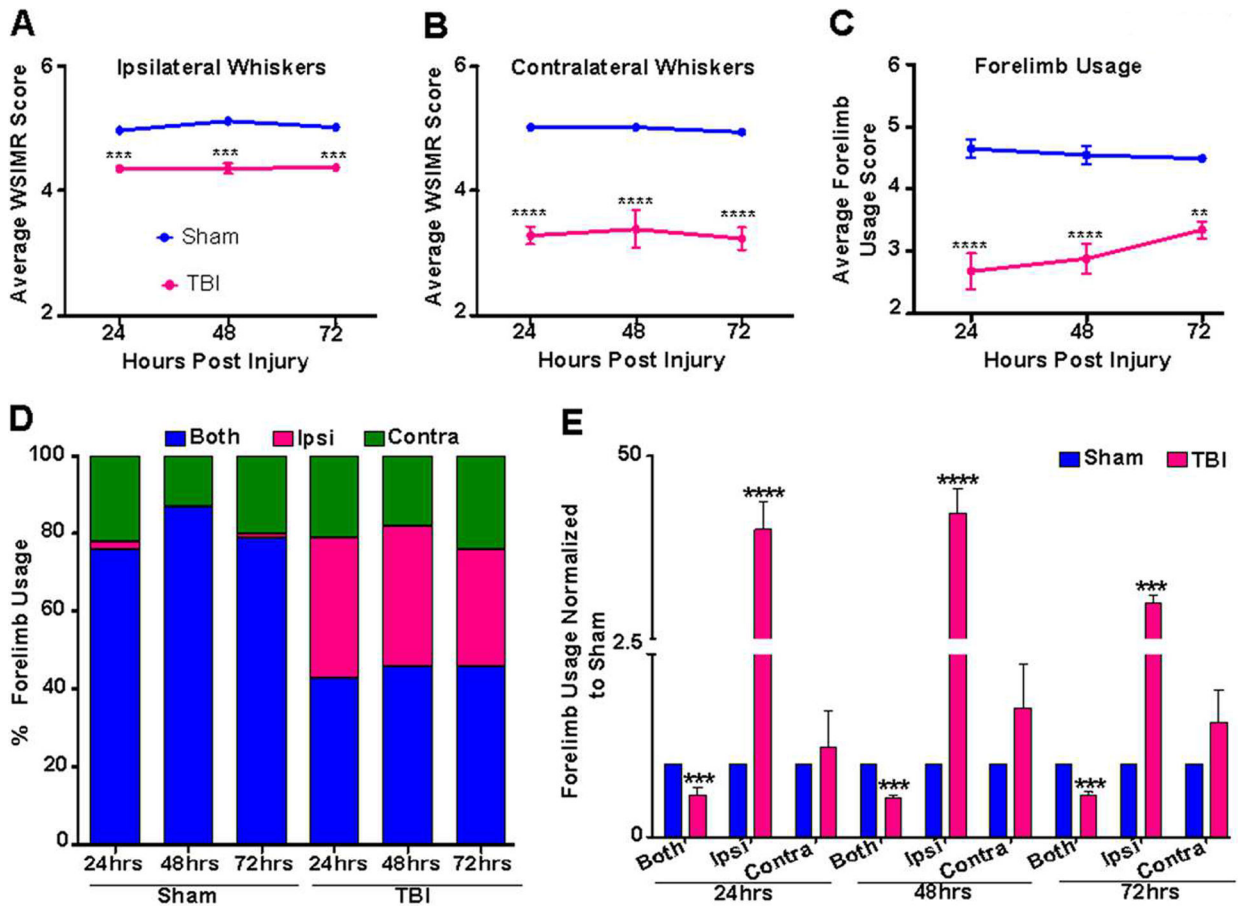 A
Ipsilateral Whiskers
Average WSIMR Score
6
4
2
***
***
***
Sham
TBI
24
48
72
Hours Post Injury
B
Contralateral Whiskers
Average WSIMR Score
6
4
2
****
****
****
24
48
72
Hours Post Injury
C
Forelimb Usage
Average Forelimb
Usage Score
6
5
4
3
2
****
****
**
24
48
72
Hours Post Injury
D
Both
Ipsi
Contra
% Forelimb Usage
100
80
60
40
20
0
24hrs
48hrs
72hrs
24hrs
48hrs
72hrs
Sham
TBI
E
Sham
TBI
Forelimb Usage Normalized
to Sham
50
2.5
0
***
****
***
****
***
***
Both
Ipsi
Contra
Both
Ipsi
Contra
Both
Ipsi
Contra
24hrs
48hrs
72hrs